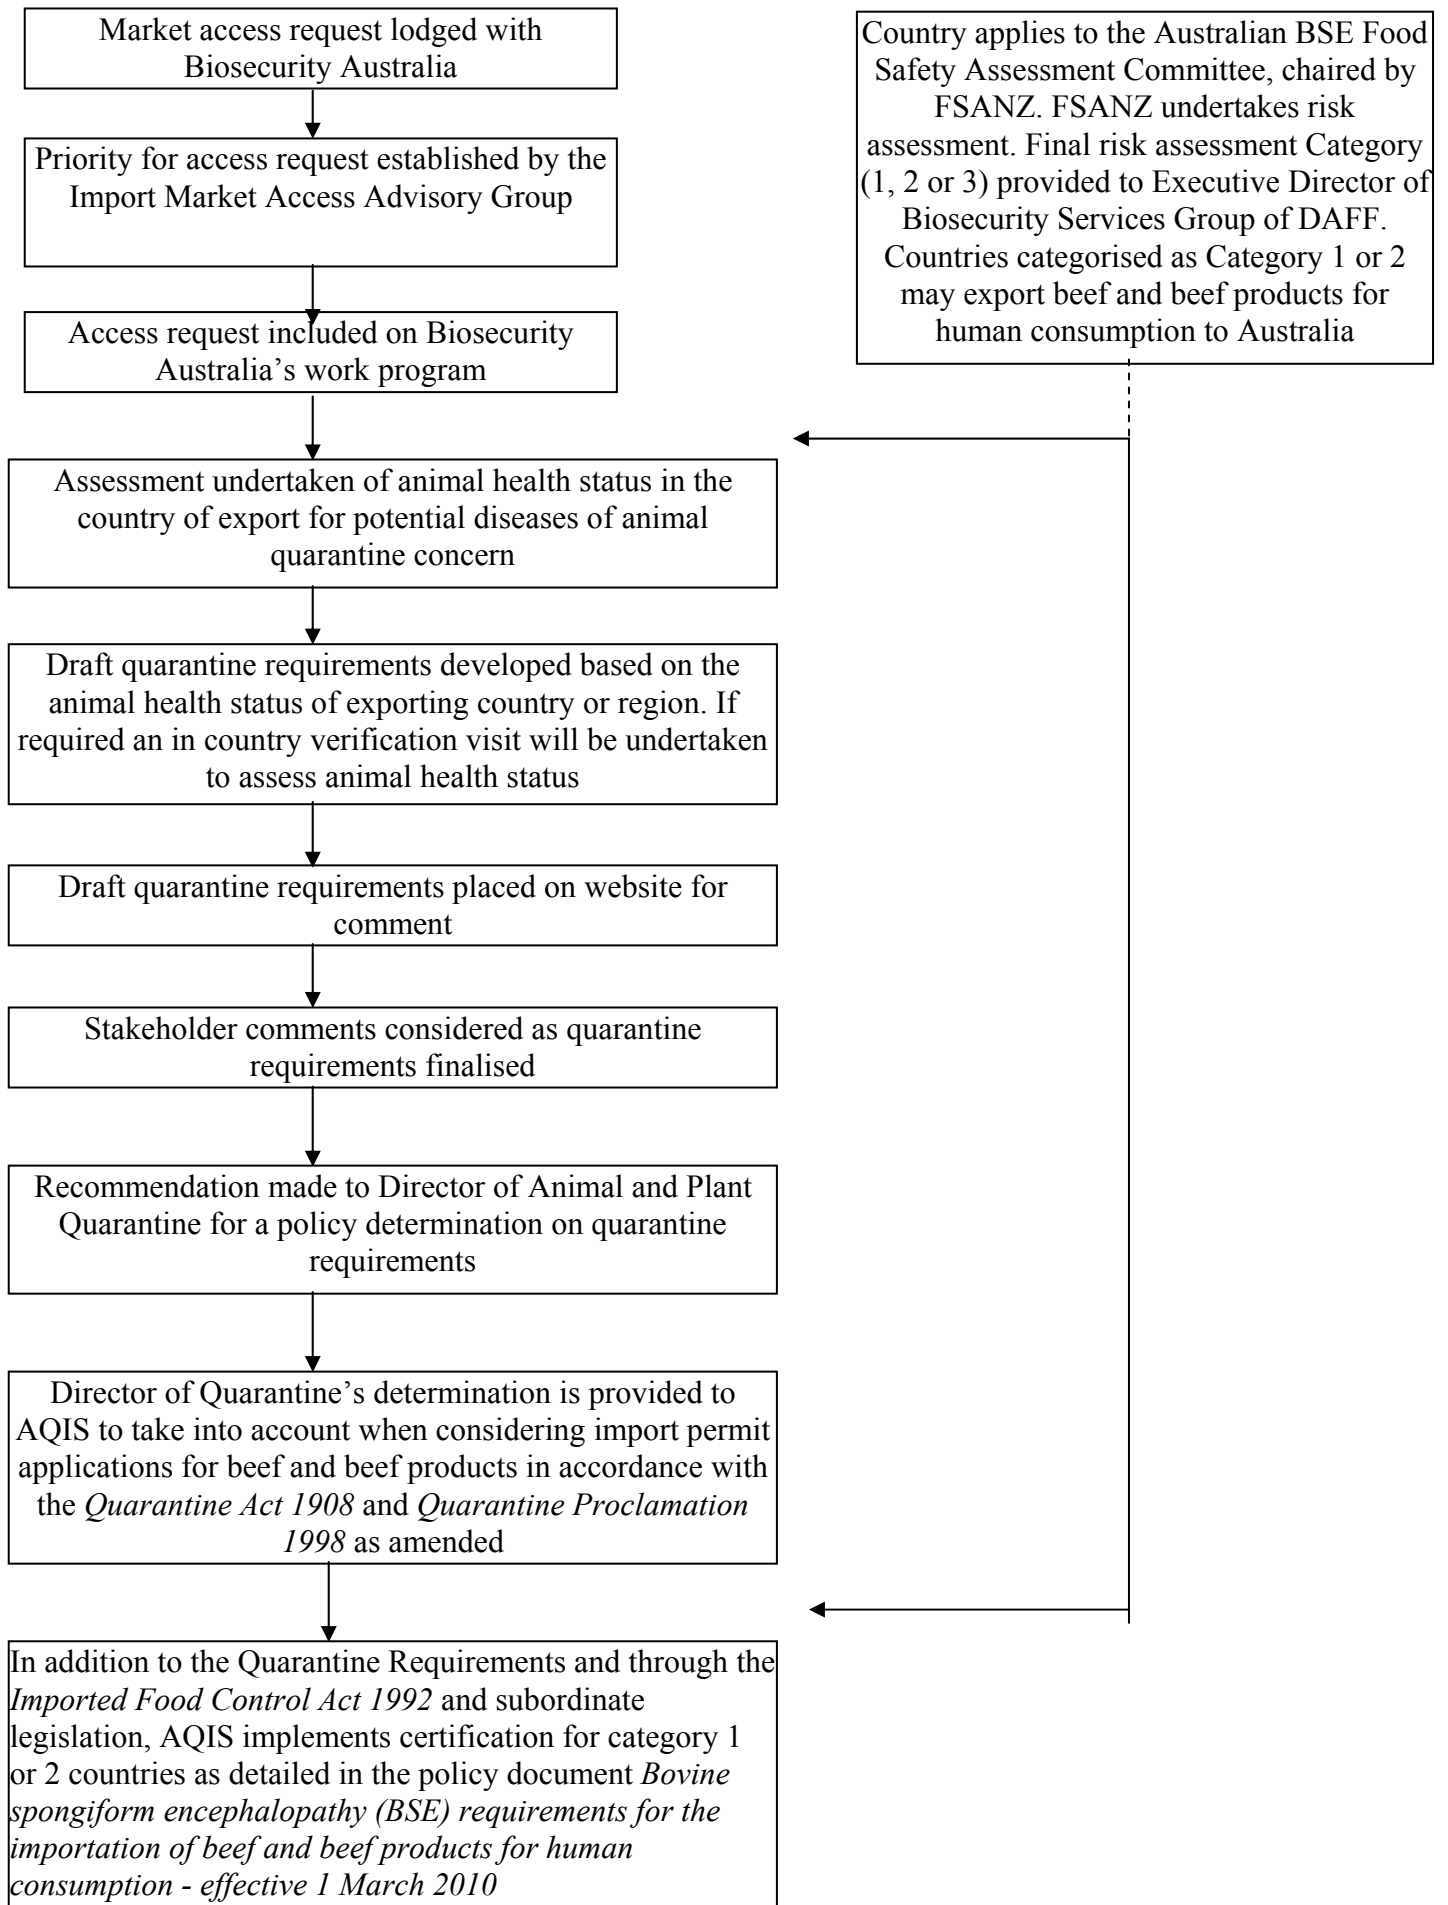 Market access request lodged with
Biosecurity Australia
Priority for access request established by the
Import Market Access Advisory Group
Access request included on Biosecurity
Australia’s work program
Assessment undertaken of animal health status in the
country of export for potential diseases of animal
quarantine concern
Draft quarantine requirements developed based on the
animal health status of exporting country or region. If
required an in country verification visit will be undertaken
to assess animal health status
Draft quarantine requirements placed on website for
comment
Stakeholder comments considered as quarantine
requirements finalised
Recommendation made to Director of Animal and Plant
Quarantine for a policy determination on quarantine
requirements
Director of Quarantine’s determination is provided to
AQIS to take into account when considering import permit
applications for beef and beef products in accordance with
the Quarantine Act 1908 and Quarantine Proclamation
1998 as amended
In addition to the Quarantine Requirements and through the
Imported Food Control Act 1992 and subordinate
legislation, AQIS implements certification for category 1
or 2 countries as detailed in the policy document Bovine
spongiform encephalopathy (BSE) requirements for the
importation of beef and beef products for human
consumption - effective 1 March 2010
Country applies to the Australian BSE Food
Safety Assessment Committee, chaired by
FSANZ. FSANZ undertakes risk
assessment. Final risk assessment Category
(1, 2 or 3) provided to Executive Director of
Biosecurity Services Group of DAFF.
Countries categorised as Category 1 or 2
may export beef and beef products for
human consumption to Australia